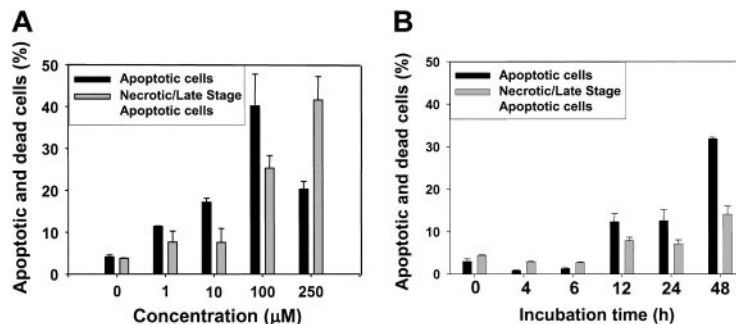 A
Apoptotic and dead cells (%)
50
40
30
20
10
0
Apoptotic cells
Necrotic/Late Stage
Apoptotic cells
0 1 10 100 250
Concentration (µM)
B
Apoptotic and dead cells (%)
50
40
30
20
10
0
Apoptotic cells
Necrotic/Late Stage
Apoptotic cells
0 4 6 12 24 48
Incubation time (h)